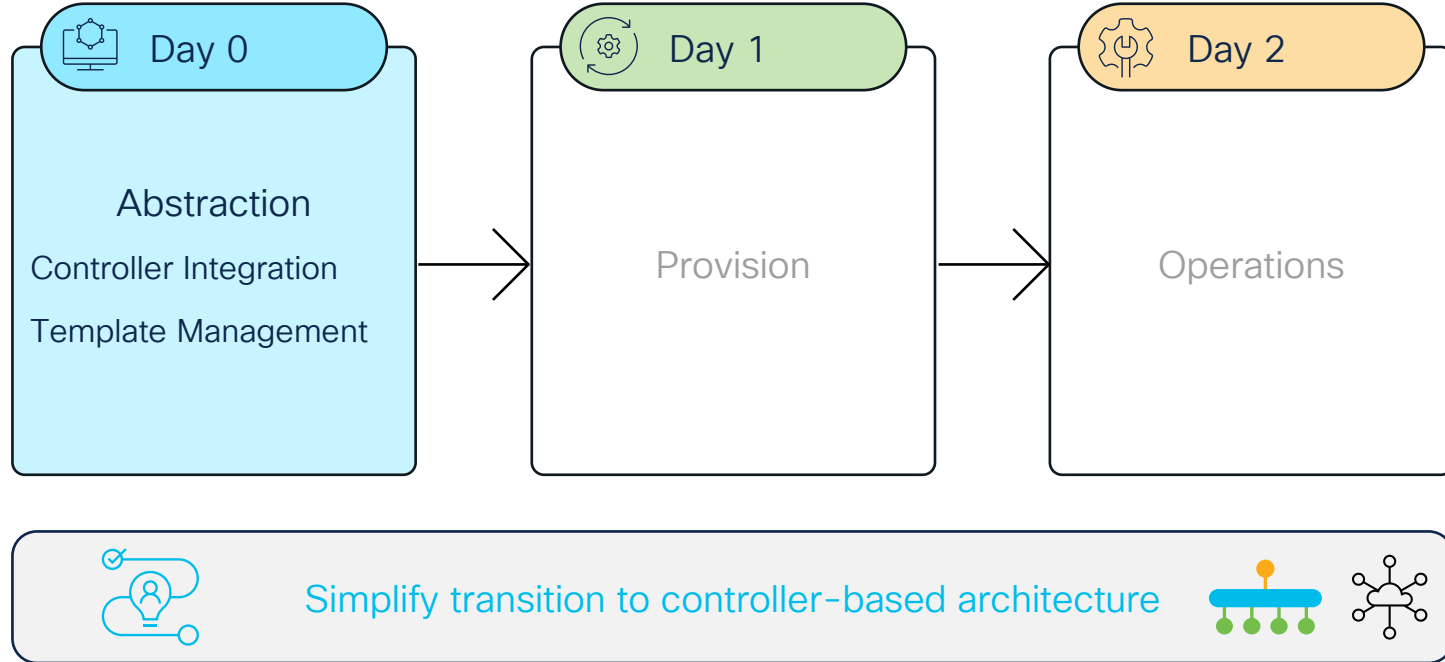 Day 0
Abstraction
Controller Integration
Template Management
Day 1
Provision
Day 2
Operations
Simplify transition to controller-based architecture